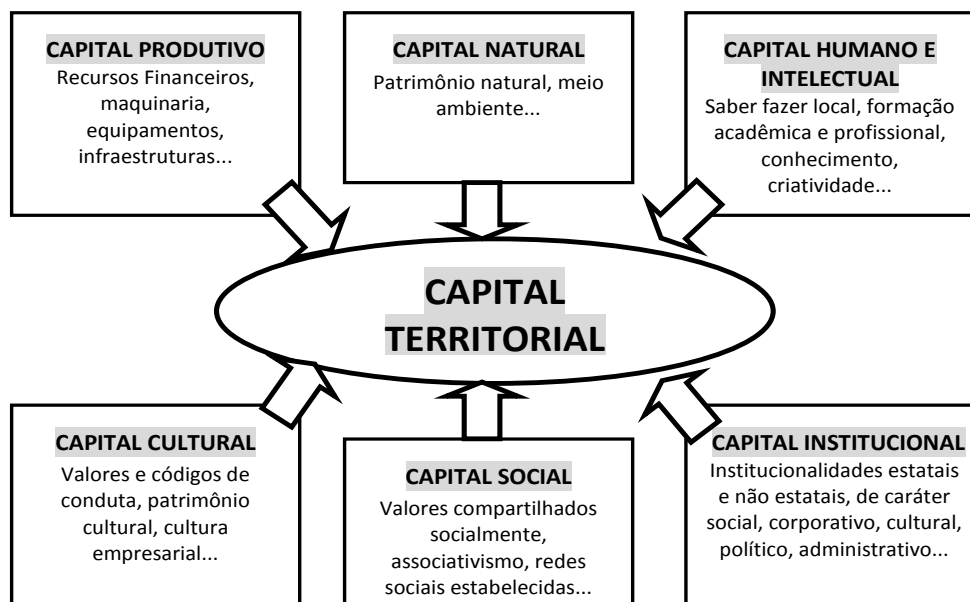 CAPITAL PRODUTIVO
Recursos Financeiros,
maquinaria,
equipamentos,
infraestruturas...
CAPITAL NATURAL
Patrimônio natural, meio
ambiente...
CAPITAL HUMANO E
INTELECTUAL
Saber fazer local, formação
acadêmica e profissional,
conhecimento,
criatividade...
CAPITAL
TERRITORIAL
CAPITAL CULTURAL
Valores e códigos de
conduta, patrimônio
cultural, cultura
empresarial...
CAPITAL SOCIAL
Valores compartilhados
socialmente,
associativismo, redes
sociais estabelecidas...
CAPITAL INSTITUCIONAL
Institucionalidades estatais
e não estatais, de caráter
social, corporativo, cultural,
político, administrativo...